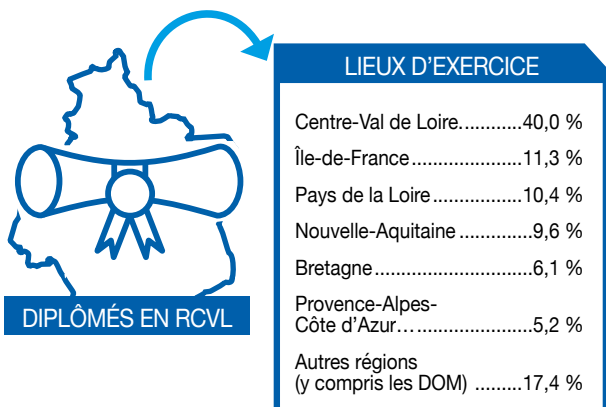 LIEUX D'EXERCICE
Centre-Val de Loire............40,0 %
Île-de-France...................11,3 %
Pays de la Loire................10,4 %
Nouvelle-Aquitaine.............9,6 %
Bretagne...........................6,1 %
Provence-Alpes-
Côte d'Azur…...................5,2 %
Autres régions
(y compris les DOM) .........17,4 %
DIPLÔMÉS EN RCVL